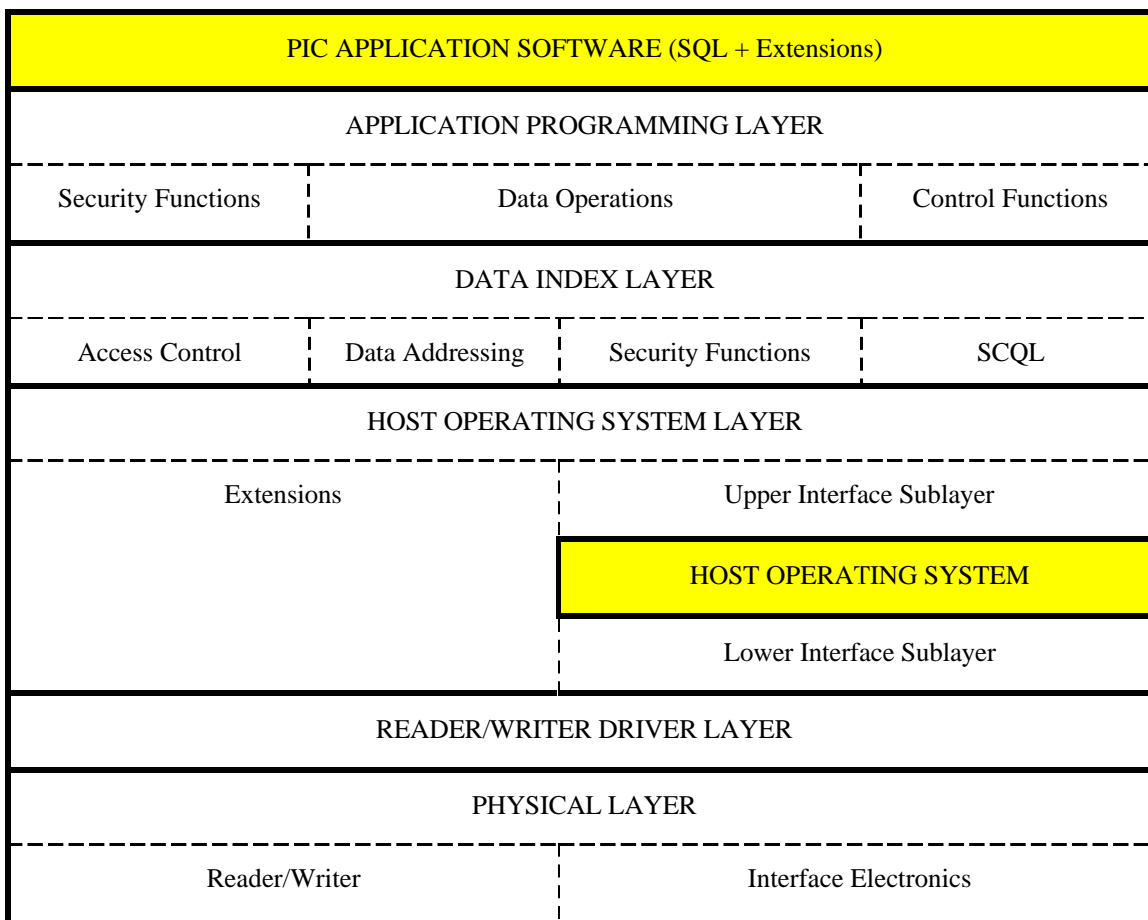 PIC APPLICATION SOFTWARE (SQL + Extensions)
APPLICATION PROGRAMMING LAYER
Security Functions
Data Operations
Control Functions
DATA INDEX LAYER
Access Control
Data Addressing
Security Functions
SCQL
HOST OPERATING SYSTEM LAYER
Extensions
Upper Interface Sublayer
HOST OPERATING SYSTEM
Lower Interface Sublayer
READER/WRITER DRIVER LAYER
PHYSICAL LAYER
Reader/Writer
Interface Electronics